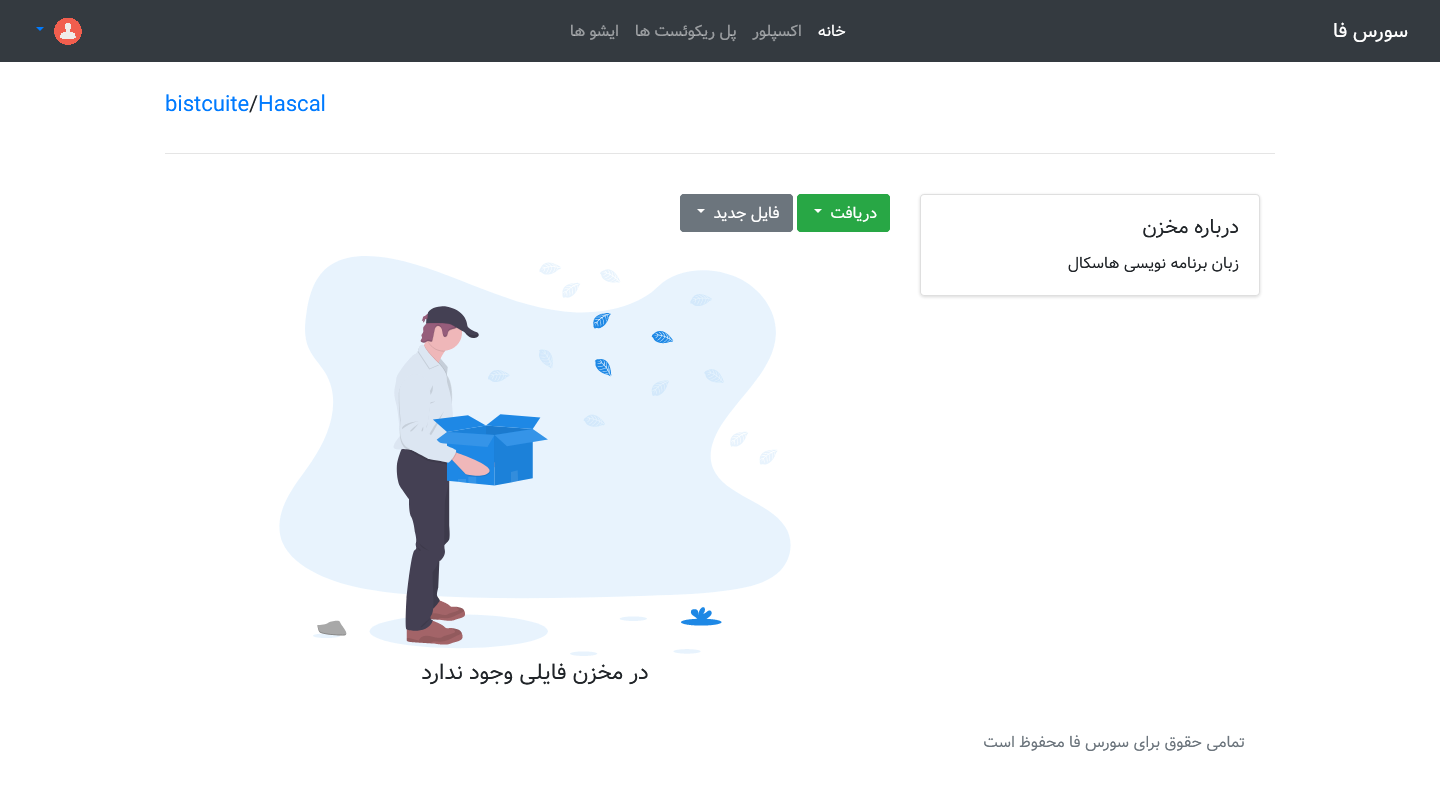 سورس فا
خانه
اکسپلور
پل ریکوئست ها
ایشو ها
bistcuite/Hascal
درباره مخزن
زبان برنامه نویسی هاسکال
دریافت
فایل جدید
در مخزن فایلی وجود ندارد
تمامی حقوق برای سورس فا محفوظ است